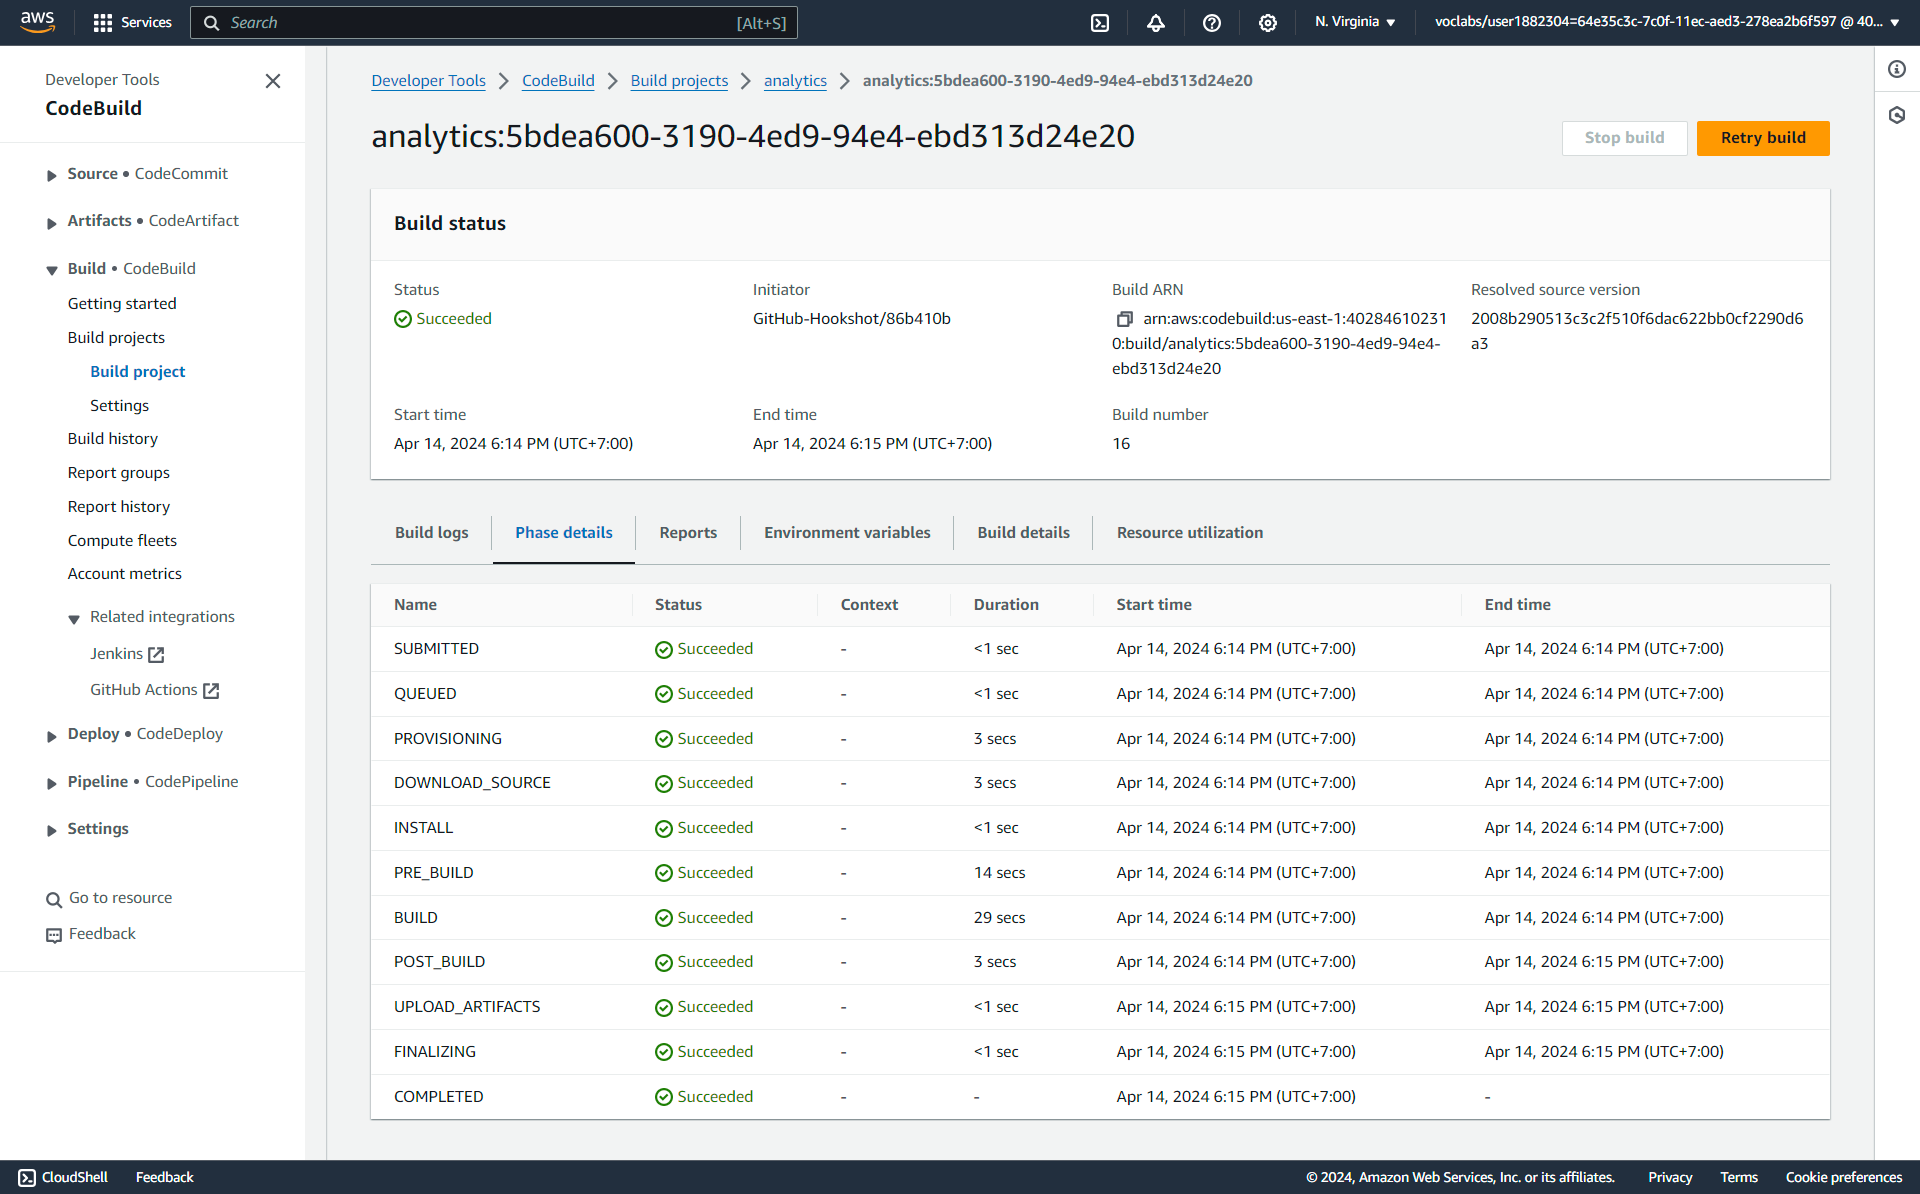 aws
Services
Search
[Alt+S]
N. Virginia
voclabs/user1882304=64e35c3c-7c0f-11ec-aed3-278ea2b6f597 @ 40...
Developer Tools
CodeBuild
Source • CodeCommit
Artifacts • CodeArtifact
Build • CodeBuild
Getting started
Build projects
Build project
Settings
Build history
Report groups
Report history
Compute fleets
Account metrics
Related integrations
Jenkins
GitHub Actions
Deploy • CodeDeploy
Pipeline • CodePipeline
Settings
Go to resource
Feedback
Developer Tools > CodeBuild > Build projects > analytics > analytics:5bdea600-3190-4ed9-94e4-ebd313d24e20
analytics:5bdea600-3190-4ed9-94e4-ebd313d24e20
Stop build
Retry build
Build status
Status
Succeeded
Initiator
GitHub-Hookshot/86b410b
Build ARN
arn:aws:codebuild:us-east-1:40284610231
0:build/analytics:5bdea600-3190-4ed9-94e4-
ebd313d24e20
Resolved source version
2008b290513c3c2f510f6dac622bb0cf2290d6
a3
Start time
Apr 14, 2024 6:14 PM (UTC+7:00)
End time
Apr 14, 2024 6:15 PM (UTC+7:00)
Build number
16
Build logs
Phase details
Reports
Environment variables
Build details
Resource utilization
Name Status Context Duration Start time End time
SUBMITTED Succeeded - <1 sec Apr 14, 2024 6:14 PM (UTC+7:00) Apr 14, 2024 6:14 PM (UTC+7:00)
QUEUED Succeeded - <1 sec Apr 14, 2024 6:14 PM (UTC+7:00) Apr 14, 2024 6:14 PM (UTC+7:00)
PROVISIONING Succeeded - 3 secs Apr 14, 2024 6:14 PM (UTC+7:00) Apr 14, 2024 6:14 PM (UTC+7:00)
DOWNLOAD_SOURCE Succeeded - 3 secs Apr 14, 2024 6:14 PM (UTC+7:00) Apr 14, 2024 6:14 PM (UTC+7:00)
INSTALL Succeeded - <1 sec Apr 14, 2024 6:14 PM (UTC+7:00) Apr 14, 2024 6:14 PM (UTC+7:00)
PRE_BUILD Succeeded - 14 secs Apr 14, 2024 6:14 PM (UTC+7:00) Apr 14, 2024 6:14 PM (UTC+7:00)
BUILD Succeeded - 29 secs Apr 14, 2024 6:14 PM (UTC+7:00) Apr 14, 2024 6:14 PM (UTC+7:00)
POST_BUILD Succeeded - 3 secs Apr 14, 2024 6:14 PM (UTC+7:00) Apr 14, 2024 6:15 PM (UTC+7:00)
UPLOAD_ARTIFACTS Succeeded - <1 sec Apr 14, 2024 6:15 PM (UTC+7:00) Apr 14, 2024 6:15 PM (UTC+7:00)
FINALIZING Succeeded - <1 sec Apr 14, 2024 6:15 PM (UTC+7:00) Apr 14, 2024 6:15 PM (UTC+7:00)
COMPLETED Succeeded - - Apr 14, 2024 6:15 PM (UTC+7:00) -
CloudShell
Feedback
© 2024, Amazon Web Services, Inc. or its affiliates.
Privacy
Terms
Cookie preferences